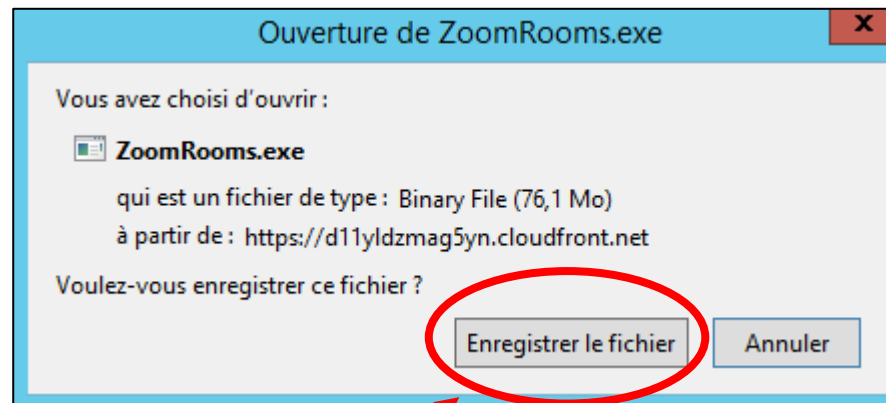 Ouverture de ZoomRooms.exe
x
Vous avez choisi d'ouvrir :
ZoomRooms.exe
qui est un fichier de type : Binary File (76,1 Mo)
à partir de : https://d11yldzmag5yn.cloudfront.net
Voulez-vous enregistrer ce fichier ?
Enregistrer le fichier Annuler